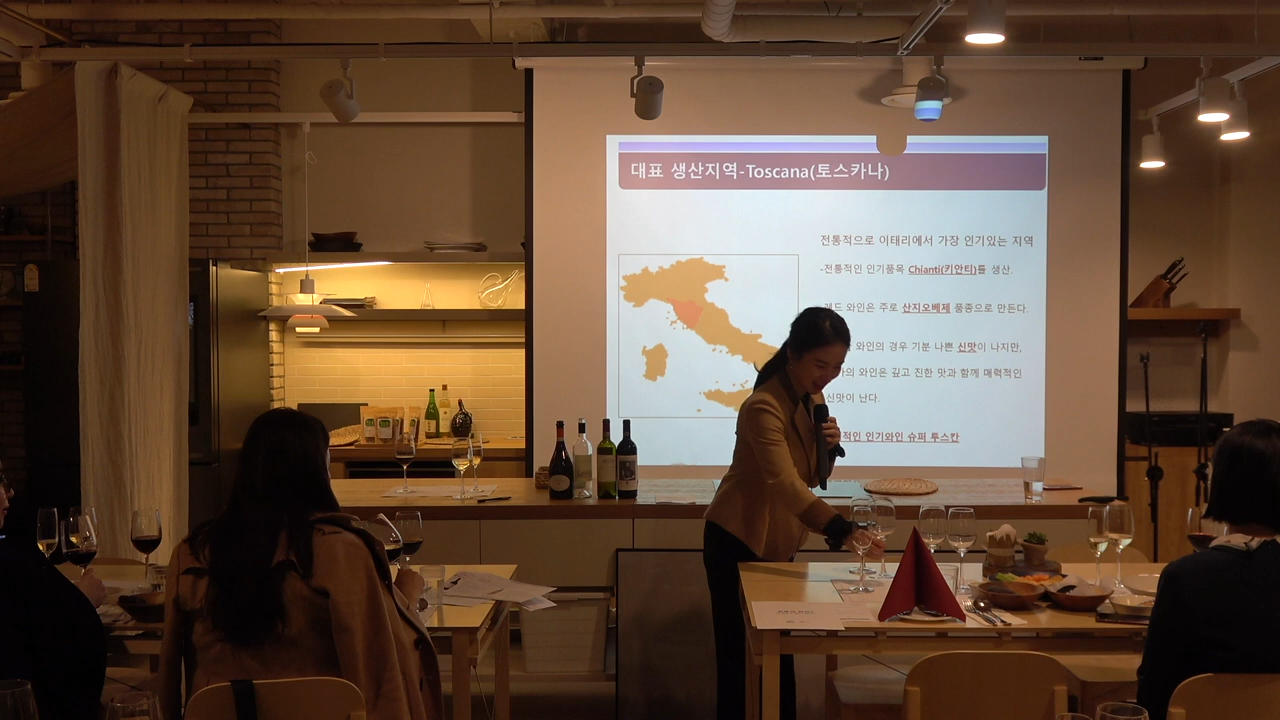 대표 생산지역-Toscana(토스카나)
전통적으로 이태리에서 가장 인기있는 지역
-전통적인 인기품목 Chianti(키안티)를 생산.
와인은 주로 산지오베제 품종으로 만든다.
와인의 경우 기분 나쁜 신맛이 나지만,
와인은 깊고 진한 맛과 함께 매력적인
신맛이 난다.
인기와인 슈퍼 투스칸